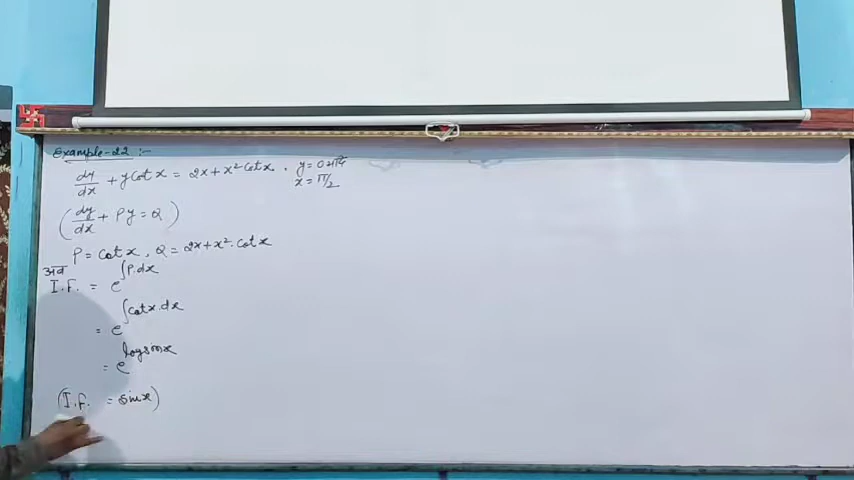 Example-22 :-
dy/dx + y cot x = 2x + x² cot x . y = 0 यदि
x = π/2
(dy/dx + Py = Q)
P = cot x , Q = 2x + x² . cot x
अब
I.F. = e^∫P.dx
= e^∫cot x . dx
= e^log sin x
(I.F. = sin x)